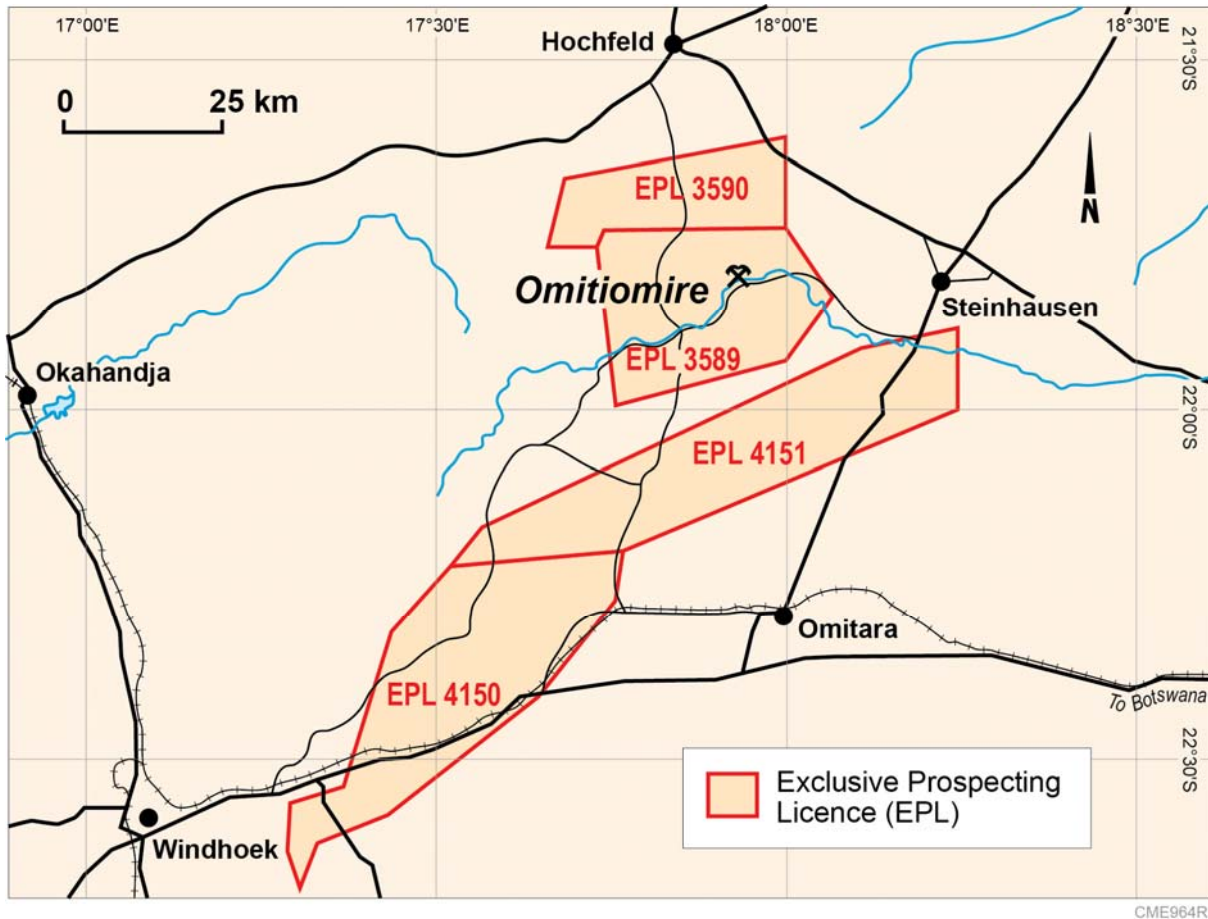 17°00'E
17°30'E
18°00'E
18°30'E
Hochfeld
21°30'S
0 25 km
EPL 3590
N
Omitiomire
Steinhausen
EPL 3589
Okahandja
22°00'S
EPL 4151
Omitara
EPL 4150
To Botswana
22°30'S
Exclusive Prospecting
Licence (EPL)
Windhoek
CME964R